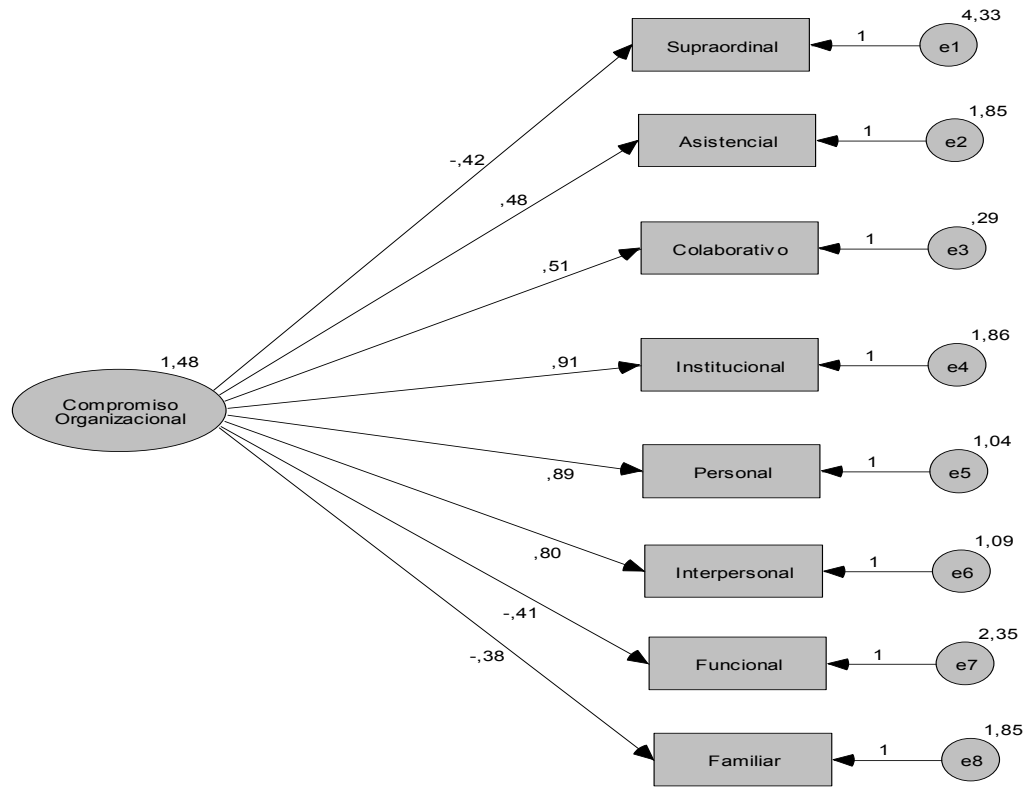 4,33
Supraordinal
1
e1
1,85
Asistencial
1
e2
-,42
,48
,29
Colaborativo
1
e3
,51
1,86
Institucional
1
e4
,91
1,48
Compromiso
Organizacional
1,04
Personal
1
e5
,89
1,09
Interpersonal
1
e6
,80
2,35
Funcional
1
e7
-,41
-,38
1,85
Familiar
1
e8